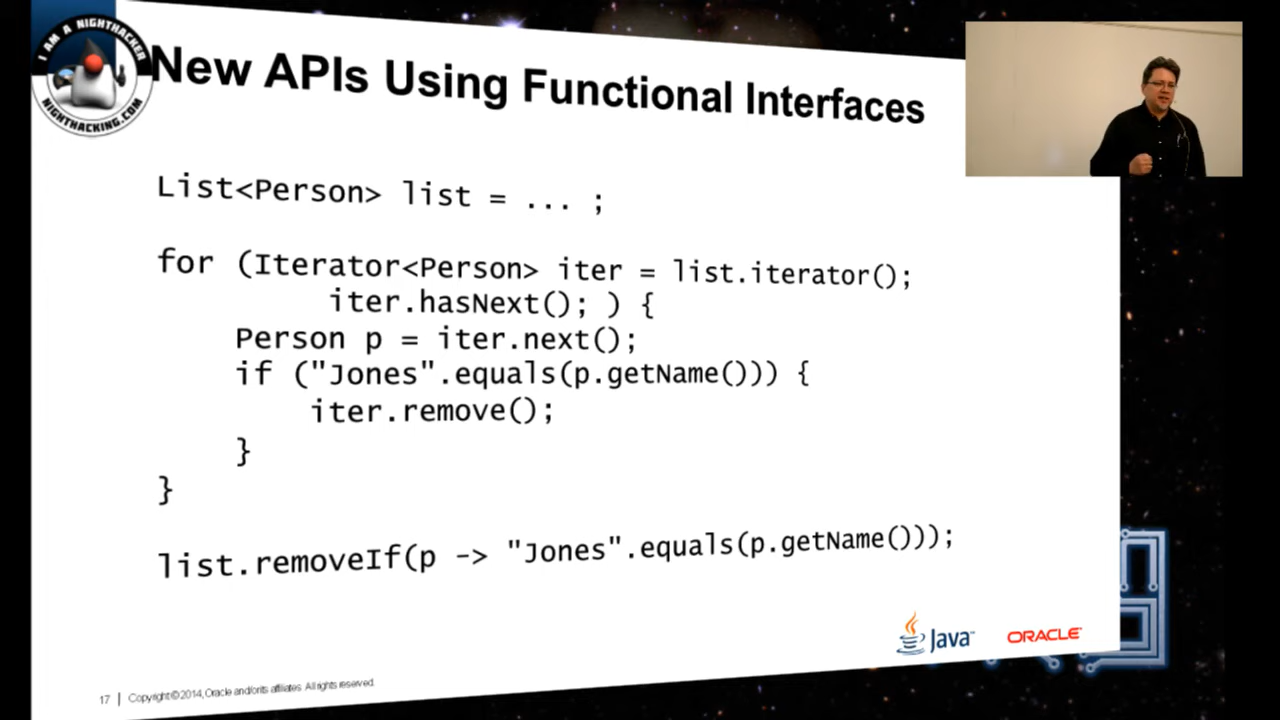 I AM A NIGHTHACKER
NIGHTHACKING.COM
New APIs Using Functional Interfaces
List<Person> list = ... ;
for (Iterator<Person> iter = list.iterator();
iter.hasNext(); ) {
Person p = iter.next();
if ("Jones".equals(p.getName())) {
iter.remove();
}
}
list.removeIf(p -> "Jones".equals(p.getName()));
Java
ORACLE
17 | Copyright © 2014, Oracle and/or its affiliates. All rights reserved.